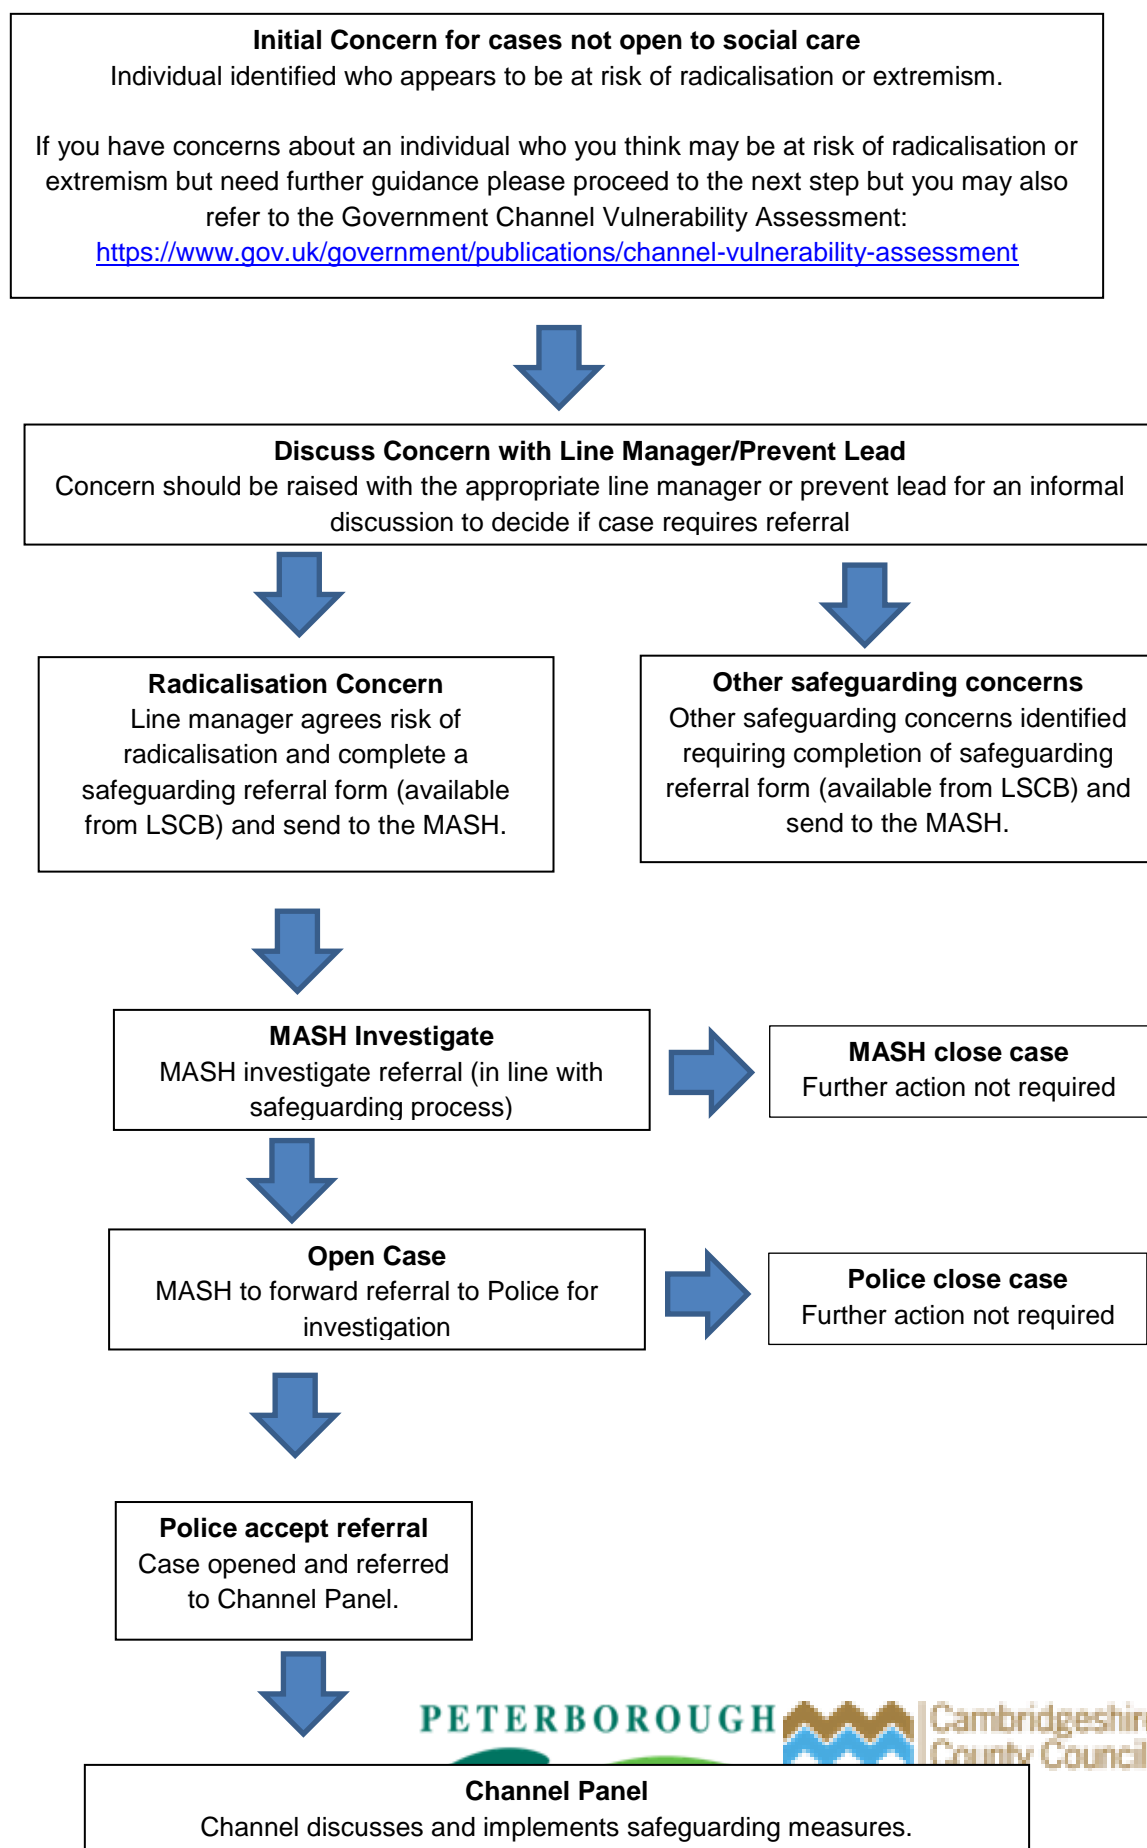 Initial Concern for cases not open to social care
Individual identified who appears to be at risk of radicalisation or extremism.
If you have concerns about an individual who you think may be at risk of radicalisation or
extremism but need further guidance please proceed to the next step but you may also
refer to the Government Channel Vulnerability Assessment:
https://www.gov.uk/government/publications/channel-vulnerability-assessment
Discuss Concern with Line Manager/Prevent Lead
Concern should be raised with the appropriate line manager or prevent lead for an informal
discussion to decide if case requires referral
Radicalisation Concern
Line manager agrees risk of
radicalisation and complete a
safeguarding referral form (available
from LSCB) and send to the MASH.
Other safeguarding concerns
Other safeguarding concerns identified
requiring completion of safeguarding
referral form (available from LSCB) and
send to the MASH.
MASH Investigate
MASH investigate referral (in line with
safeguarding process)
MASH close case
Further action not required
Open Case
MASH to forward referral to Police for
investigation
Police close case
Further action not required
Police accept referral
Case opened and referred
to Channel Panel.
PETERBOROUGH
Cambridgeshire
County Council
Channel Panel
Channel discusses and implements safeguarding measures.